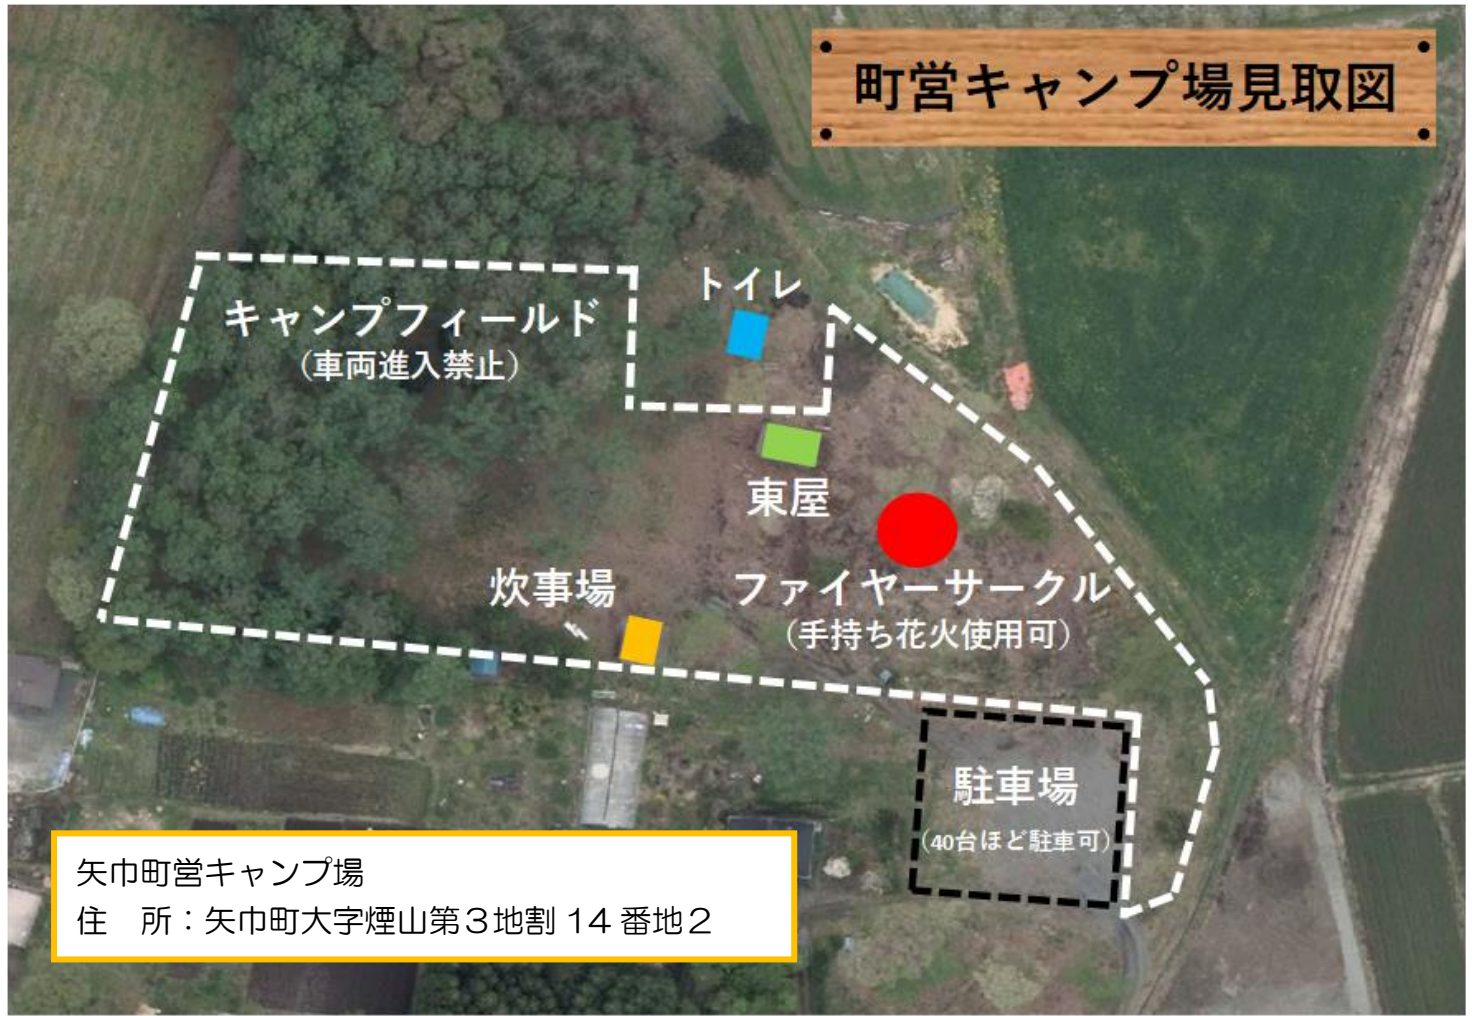 町営キャンプ場見取図
トイレ
キャンプフィールド
(車両進入禁止)
東屋
炊事場
ファイヤーサークル
(手持ち花火使用可)
駐車場
(40台ほど駐車可)
矢巾町営キャンプ場
住　所：矢巾町大字煙山第３地割 14 番地２